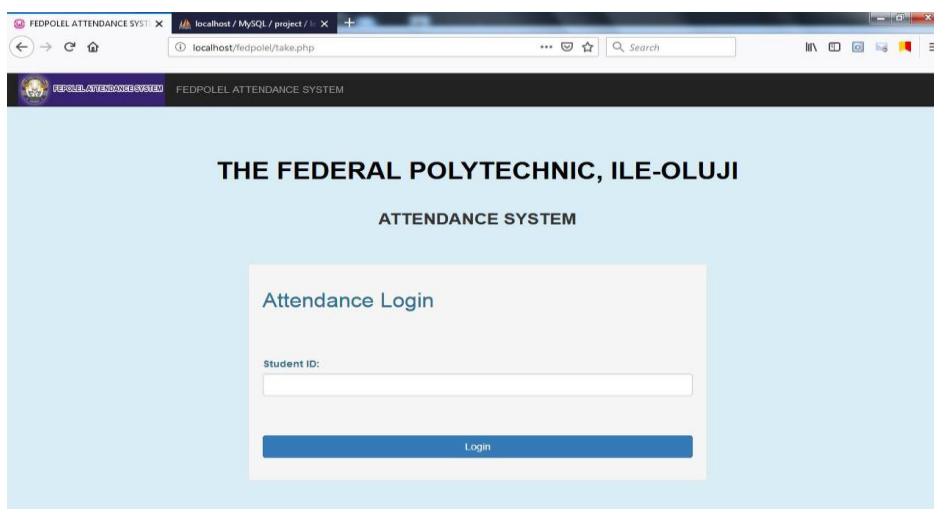 FEDPOLEL ATTENDANCE SYST
localhost / MySQL / project /
localhost/fedpolel/take.php
Search
FEPOLEL ATTENDANCE SYSTEM
FEDPOLEL ATTENDANCE SYSTEM
THE FEDERAL POLYTECHNIC, ILE-OLUJI
ATTENDANCE SYSTEM
Attendance Login
Student ID:
Login